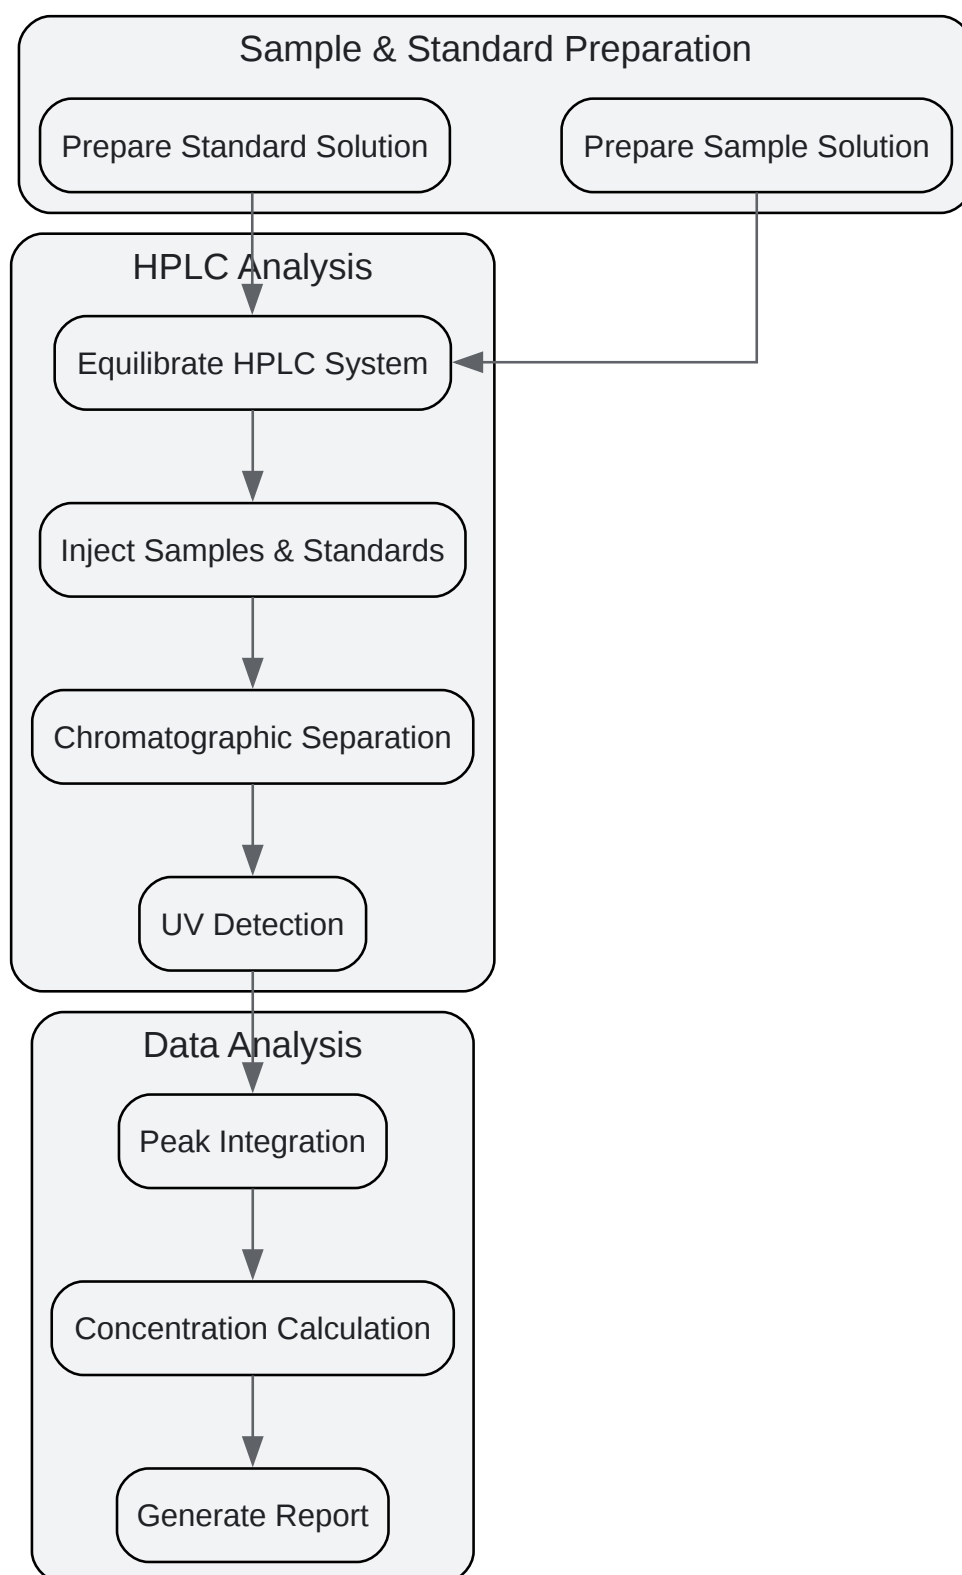 Sample & Standard Preparation
Prepare Standard Solution
Prepare Sample Solution
HPLC Analysis
Equilibrate HPLC System
Inject Samples & Standards
Chromatographic Separation
UV Detection
Data Analysis
Peak Integration
Concentration Calculation
Generate Report